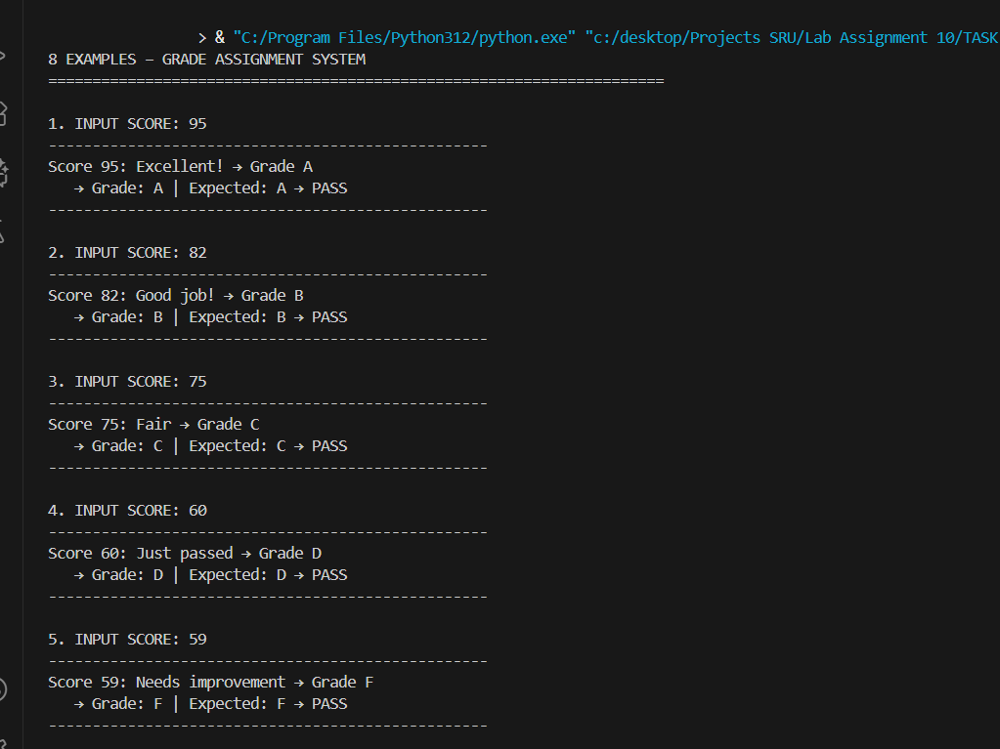 > & "C:/Program Files/Python312/python.exe" "c:/desktop/Projects SRU/Lab Assignment 10/TASK
8 EXAMPLES – GRADE ASSIGNMENT SYSTEM
======================================================================
1. INPUT SCORE: 95
--------------------------------------------------
Score 95: Excellent! → Grade A
→ Grade: A | Expected: A → PASS
--------------------------------------------------
2. INPUT SCORE: 82
--------------------------------------------------
Score 82: Good job! → Grade B
→ Grade: B | Expected: B → PASS
--------------------------------------------------
3. INPUT SCORE: 75
--------------------------------------------------
Score 75: Fair → Grade C
→ Grade: C | Expected: C → PASS
--------------------------------------------------
4. INPUT SCORE: 60
--------------------------------------------------
Score 60: Just passed → Grade D
→ Grade: D | Expected: D → PASS
--------------------------------------------------
5. INPUT SCORE: 59
--------------------------------------------------
Score 59: Needs improvement → Grade F
→ Grade: F | Expected: F → PASS
--------------------------------------------------